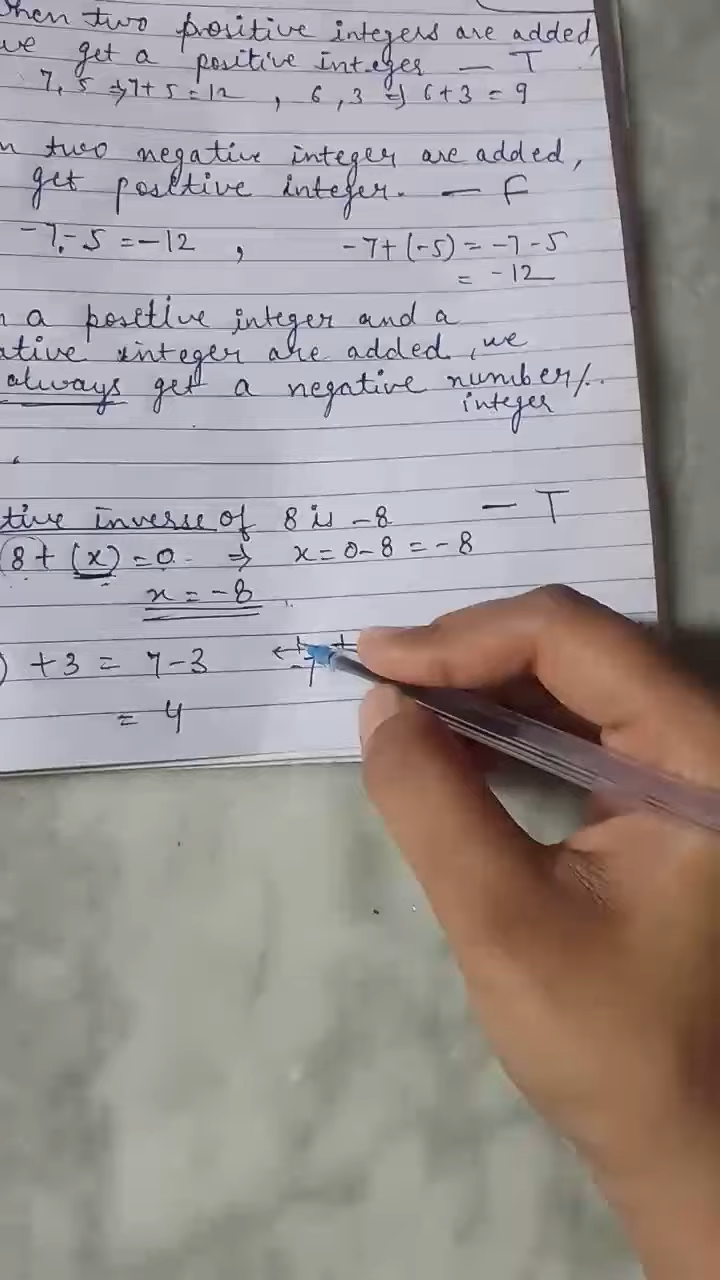 When two positive integers are added,
we get a positive integer — T
7, 5 ⇒ 7+5 = 12 , 6, 3 ⇒ 6+3 = 9
two negative integer are added,
get positive integer. — F
-7-5 = -12 , -7+(-5) = -7-5
= -12
a positive integer and a
ative integer are added, we
always get a negative number/
integer
tive inverse of 8 is -8 — T
8 + (x) = 0 ⇒ x = 0-8 = -8
x = -8
) +3 = 7-3 -7
= 4